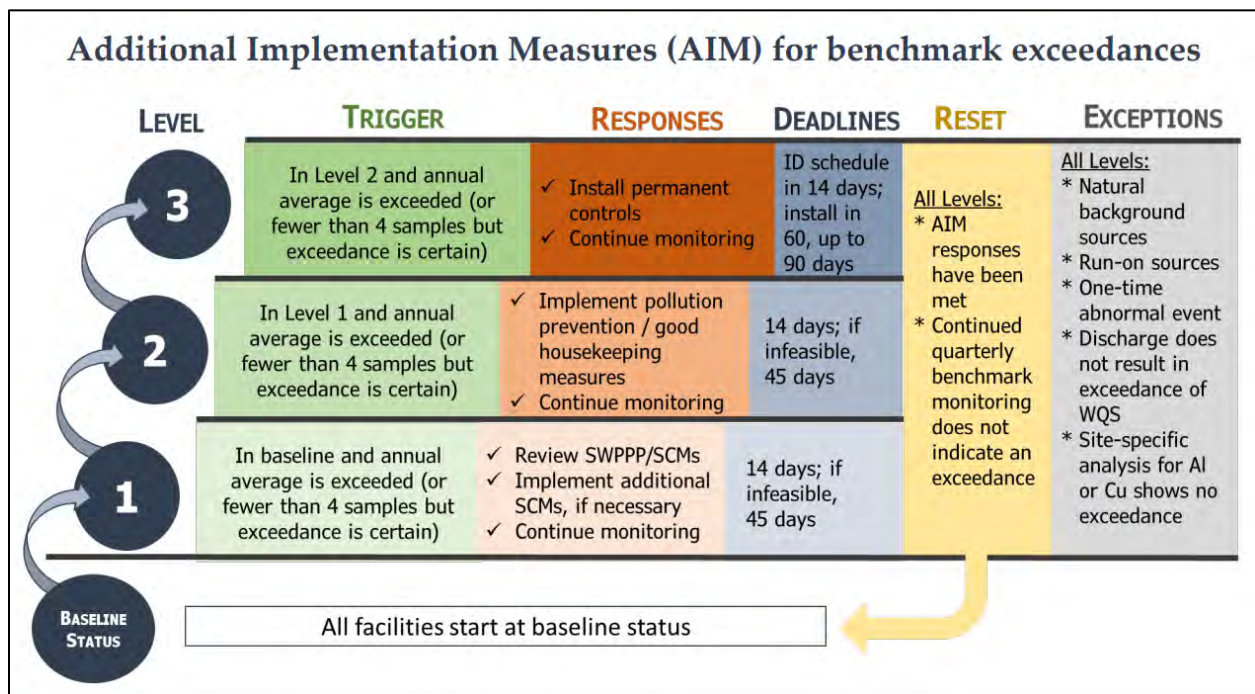 Additional Implementation Measures (AIM) for benchmark exceedances
LEVEL
TRIGGER
RESPONSES
DEADLINES
RESET
EXCEPTIONS
3
In Level 2 and annual
average is exceeded (or
fewer than 4 samples but
exceedance is certain)
✓ Install permanent
controls
✓ Continue monitoring
ID schedule
in 14 days;
install in
60, up to
90 days
2
In Level 1 and annual
average is exceeded (or
fewer than 4 samples but
exceedance is certain)
✓ Implement pollution
prevention / good
housekeeping
measures
✓ Continue monitoring
14 days; if
infeasible,
45 days
1
In baseline and annual
average is exceeded (or
fewer than 4 samples but
exceedance is certain)
✓ Review SWPPP/SCMs
✓ Implement additional
SCMs, if necessary
✓ Continue monitoring
14 days; if
infeasible,
45 days
All Levels:
* AIM
responses
have been
met
* Continued
quarterly
benchmark
monitoring
does not
indicate an
exceedance
All Levels:
* Natural
background
sources
* Run-on sources
* One-time
abnormal event
* Discharge does
not result in
exceedance of
WQS
* Site-specific
analysis for Al
or Cu shows no
exceedance
BASELINE
STATUS
All facilities start at baseline status